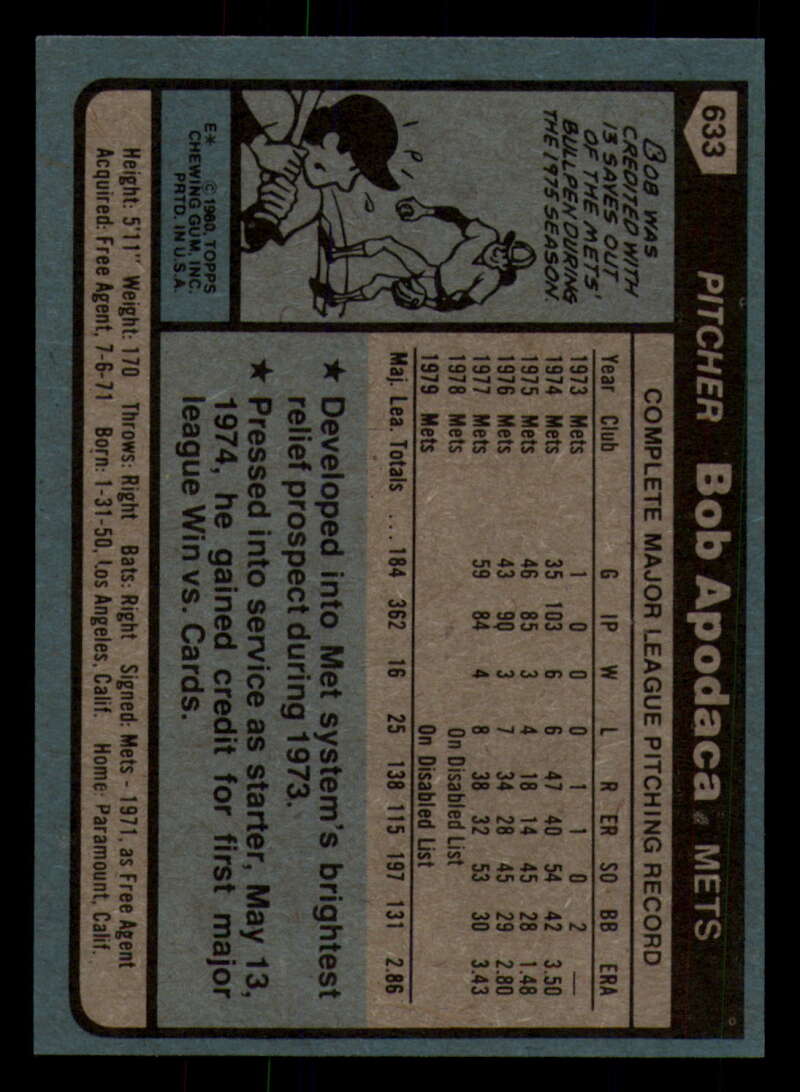 633
PITCHER Bob Apodaca METS
BOB WAS
CREDITED WITH
13 SAVES OUT
OF THE METS'
BULLPEN DURING
THE 1975 SEASON.
E* © 1980, TOPPS
CHEWING GUM, INC.
PRTD. IN U.S.A.
COMPLETE MAJOR LEAGUE PITCHING RECORD
Year Club G IP W L R ER SO BB ERA
1973 Mets 1 0 0 0 1 1 0 2 —
1974 Mets 35 103 6 6 47 40 54 42 3.50
1975 Mets 46 85 3 4 18 14 45 28 1.48
1976 Mets 43 90 3 7 34 28 45 29 2.80
1977 Mets 59 84 4 8 38 32 53 30 3.43
1978 Mets On Disabled List
1979 Mets On Disabled List
Maj. Lea. Totals ... 184 362 16 25 138 115 197 131 2.86
★ Developed into Met system's brightest
relief prospect during 1973.
★ Pressed into service as starter, May 13,
1974, he gained credit for first major
league Win vs. Cards.
Height: 5'11" Weight: 170 Throws: Right Bats: Right Signed: Mets - 1971, as Free Agent
Acquired: Free Agent, 7-6-71 Born: 1-31-50, Los Angeles, Calif. Home: Paramount, Calif.